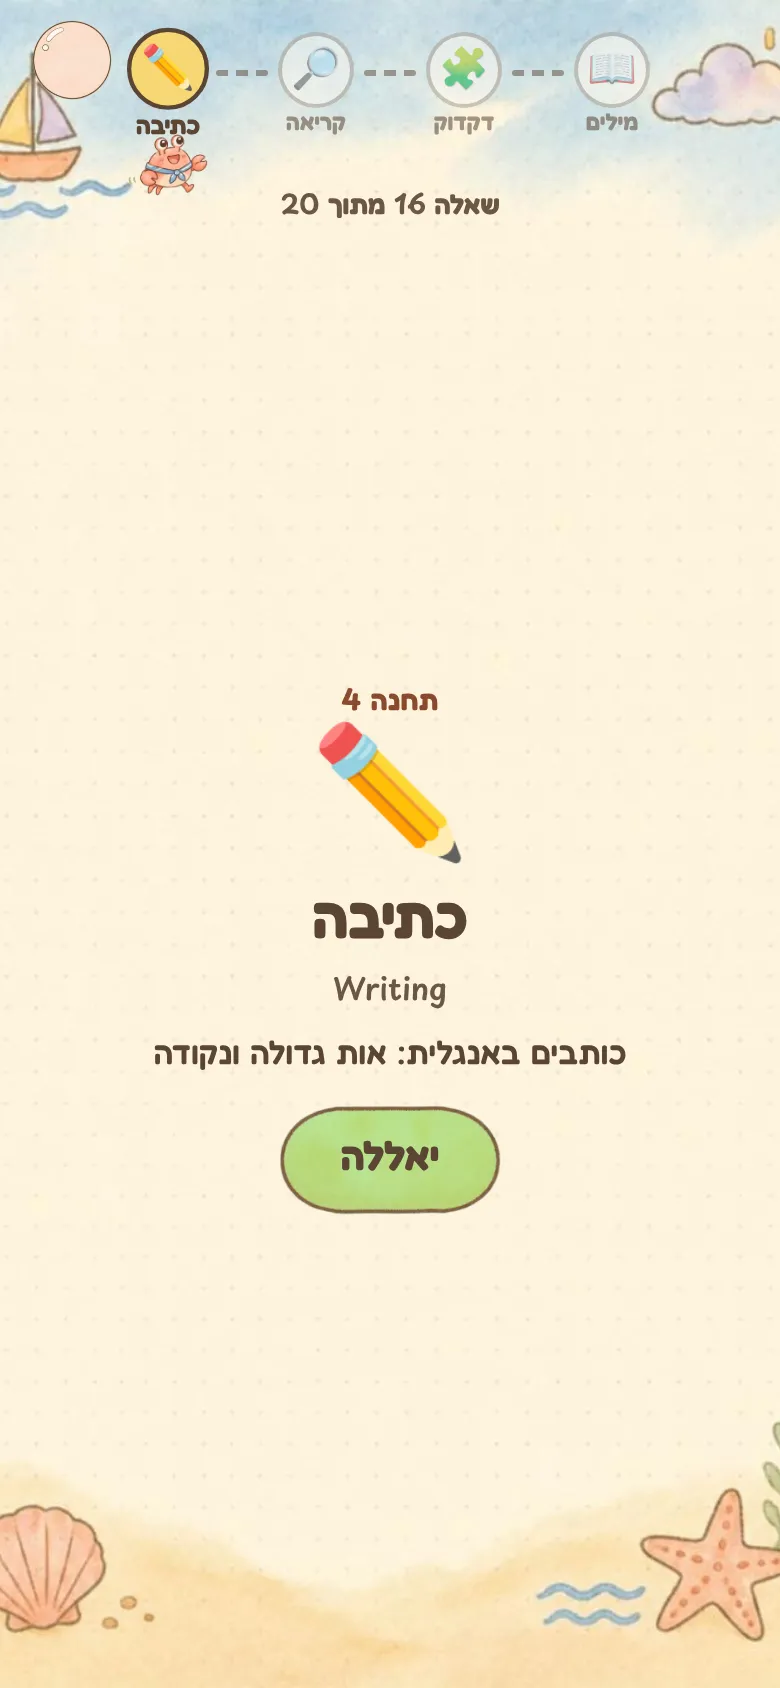 מילים
דקדוק
קריאה
כתיבה
שאלה 16 מתוך 20
תחנה 4
כתיבה
Writing
כותבים באנגלית: אות גדולה ונקודה
יאללה